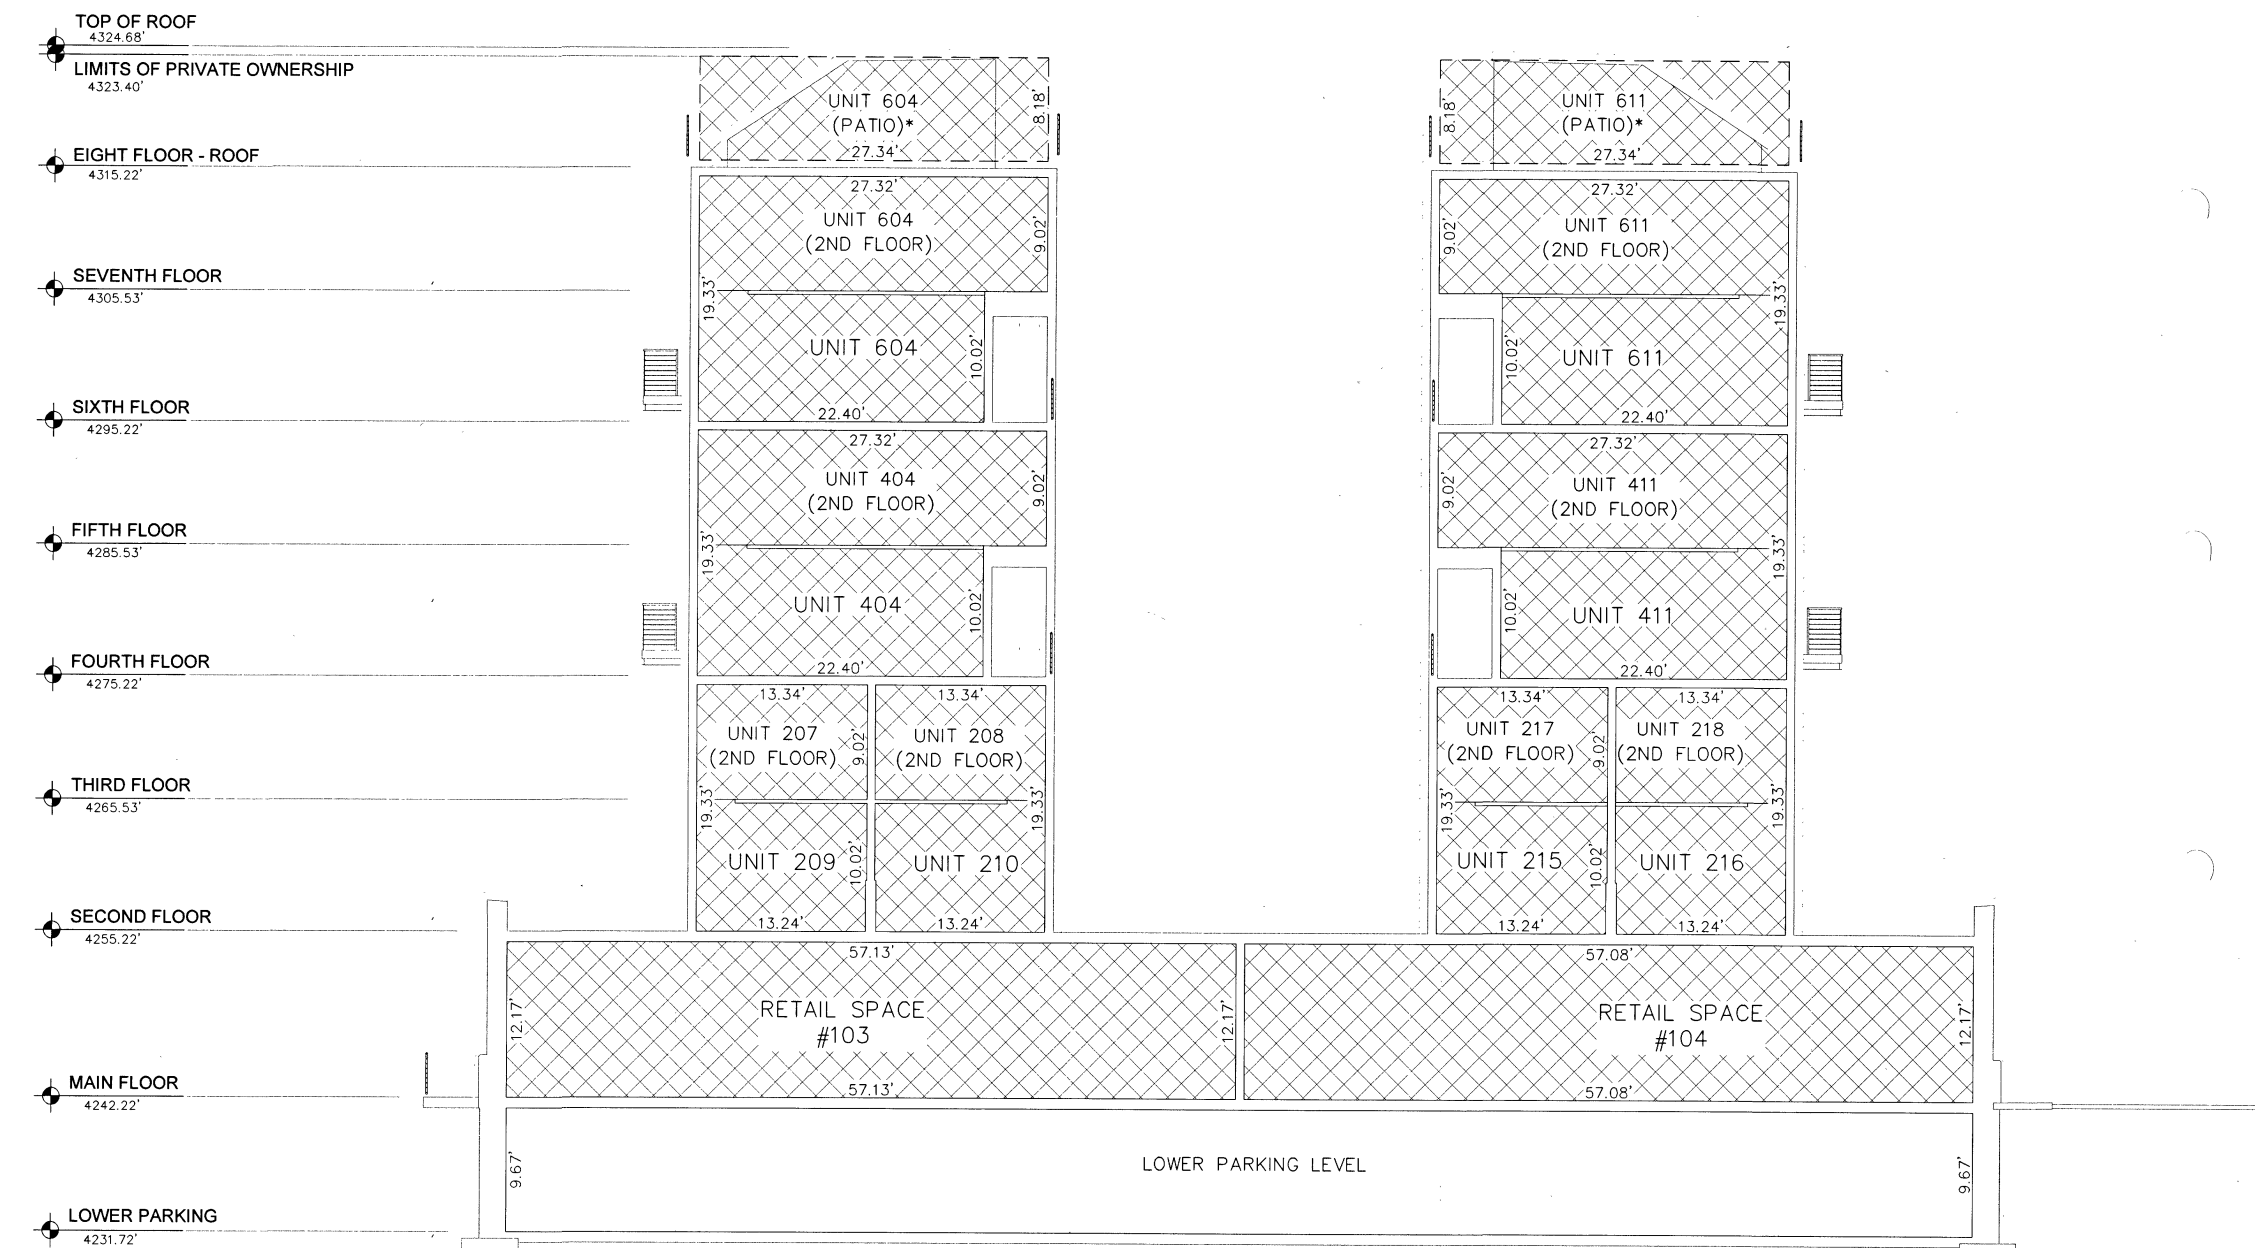 TOP OF ROOF
4324.68'
LIMITS OF PRIVATE OWNERSHIP
4323.40'
EIGHT FLOOR - ROOF
4315.22'
SEVENTH FLOOR
4305.53'
SIXTH FLOOR
4295.22'
FIFTH FLOOR
4285.53'
FOURTH FLOOR
4275.22'
THIRD FLOOR
4265.53'
SECOND FLOOR
4255.22'
MAIN FLOOR
4242.22'
LOWER PARKING
4231.72'
UNIT 604
(PATIO)*
8.18'
27.34'
27.32'
UNIT 604
(2ND FLOOR)
9.02'
19.33'
UNIT 604
10.02'
22.40'
27.32'
UNIT 404
(2ND FLOOR)
9.02'
19.33'
UNIT 404
10.02'
22.40'
13.34'
13.34'
UNIT 207
(2ND FLOOR)
9.02'
UNIT 208
(2ND FLOOR)
19.33'
19.33'
UNIT 209
10.02'
UNIT 210
13.24'
13.24'
UNIT 611
(PATIO)*
8.18'
27.34'
27.32'
UNIT 611
(2ND FLOOR)
9.02'
19.33'
UNIT 611
10.02'
22.40'
27.32'
UNIT 411
(2ND FLOOR)
9.02'
19.33'
UNIT 411
10.02'
22.40'
13.34'
13.34'
UNIT 217
(2ND FLOOR)
9.02'
UNIT 218
(2ND FLOOR)
19.33'
19.33'
UNIT 215
10.02'
UNIT 216
13.24'
13.24'
57.13'
RETAIL SPACE
#103
12.17'
12.17'
57.13'
57.08'
RETAIL SPACE
#104
12.17'
57.08'
LOWER PARKING LEVEL
9.67'
9.67'